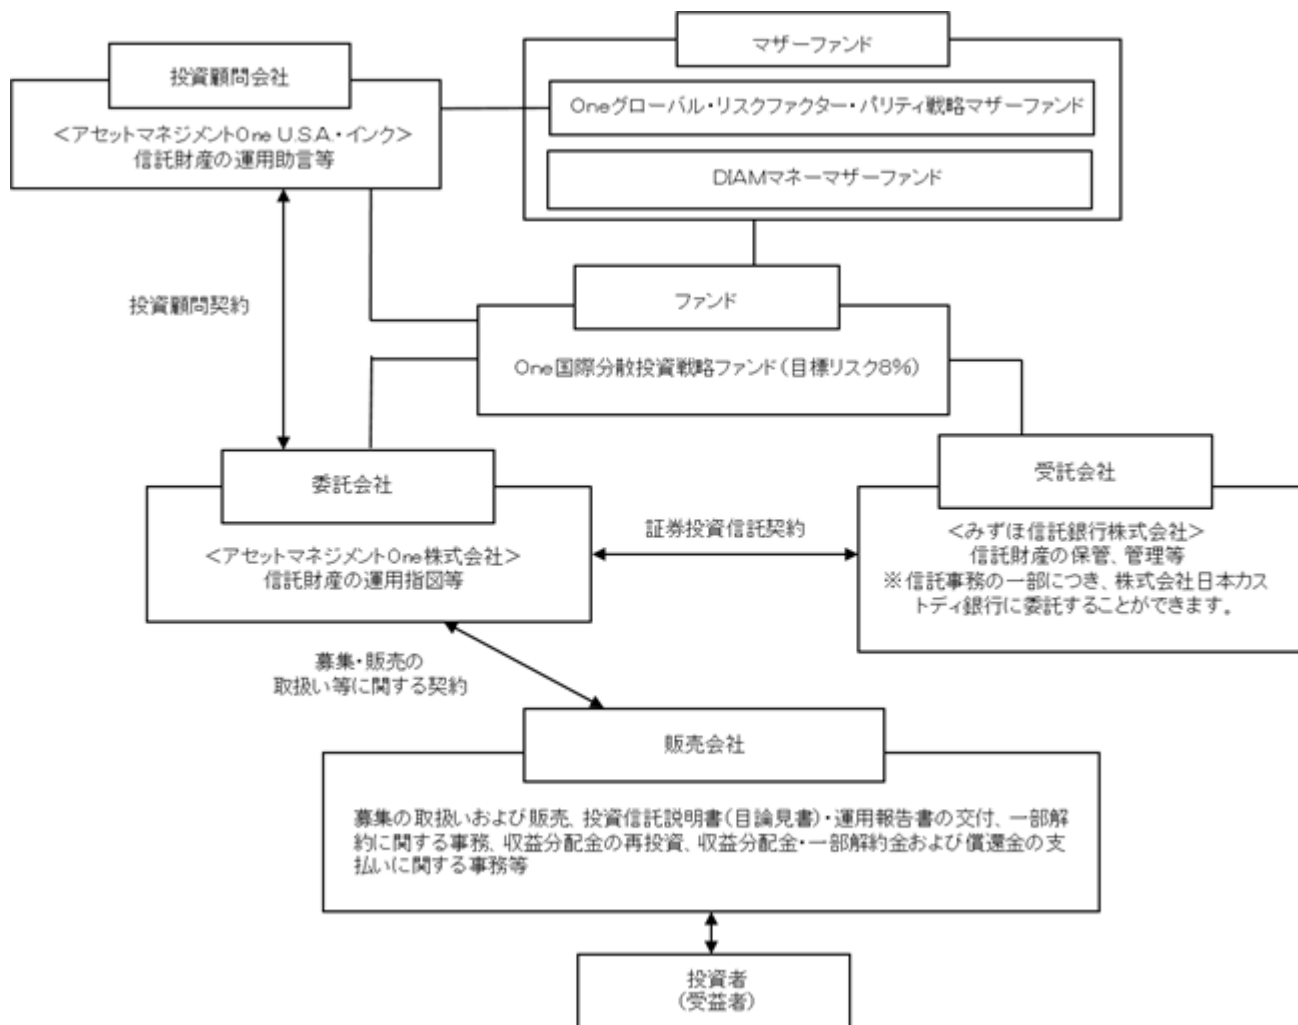 マザーファンド
投資顧問会社
Oneグローバル・リスクファクター・パリティ戦略マザーファンド
<アセットマネジメントOne U.S.A.・インク>
信託財産の運用助言等
DIAMマネーマザーファンド
投資顧問契約
ファンド
One国際分散投資戦略ファンド(目標リスク8%)
委託会社
<アセットマネジメントOne株式会社>
信託財産の運用指図等
証券投資信託契約
受託会社
<みずほ信託銀行株式会社>
信託財産の保管、管理等
※信託事務の一部につき、株式会社日本カス
トディ銀行に委託することができます。
募集・販売の
取扱い等に関する契約
販売会社
募集の取扱いおよび販売、投資信託説明書(目論見書)・運用報告書の交付、一部解
約に関する事務、収益分配金の再投資、収益分配金・一部解約金および償還金の支
払いに関する事務等
投資者
(受益者)